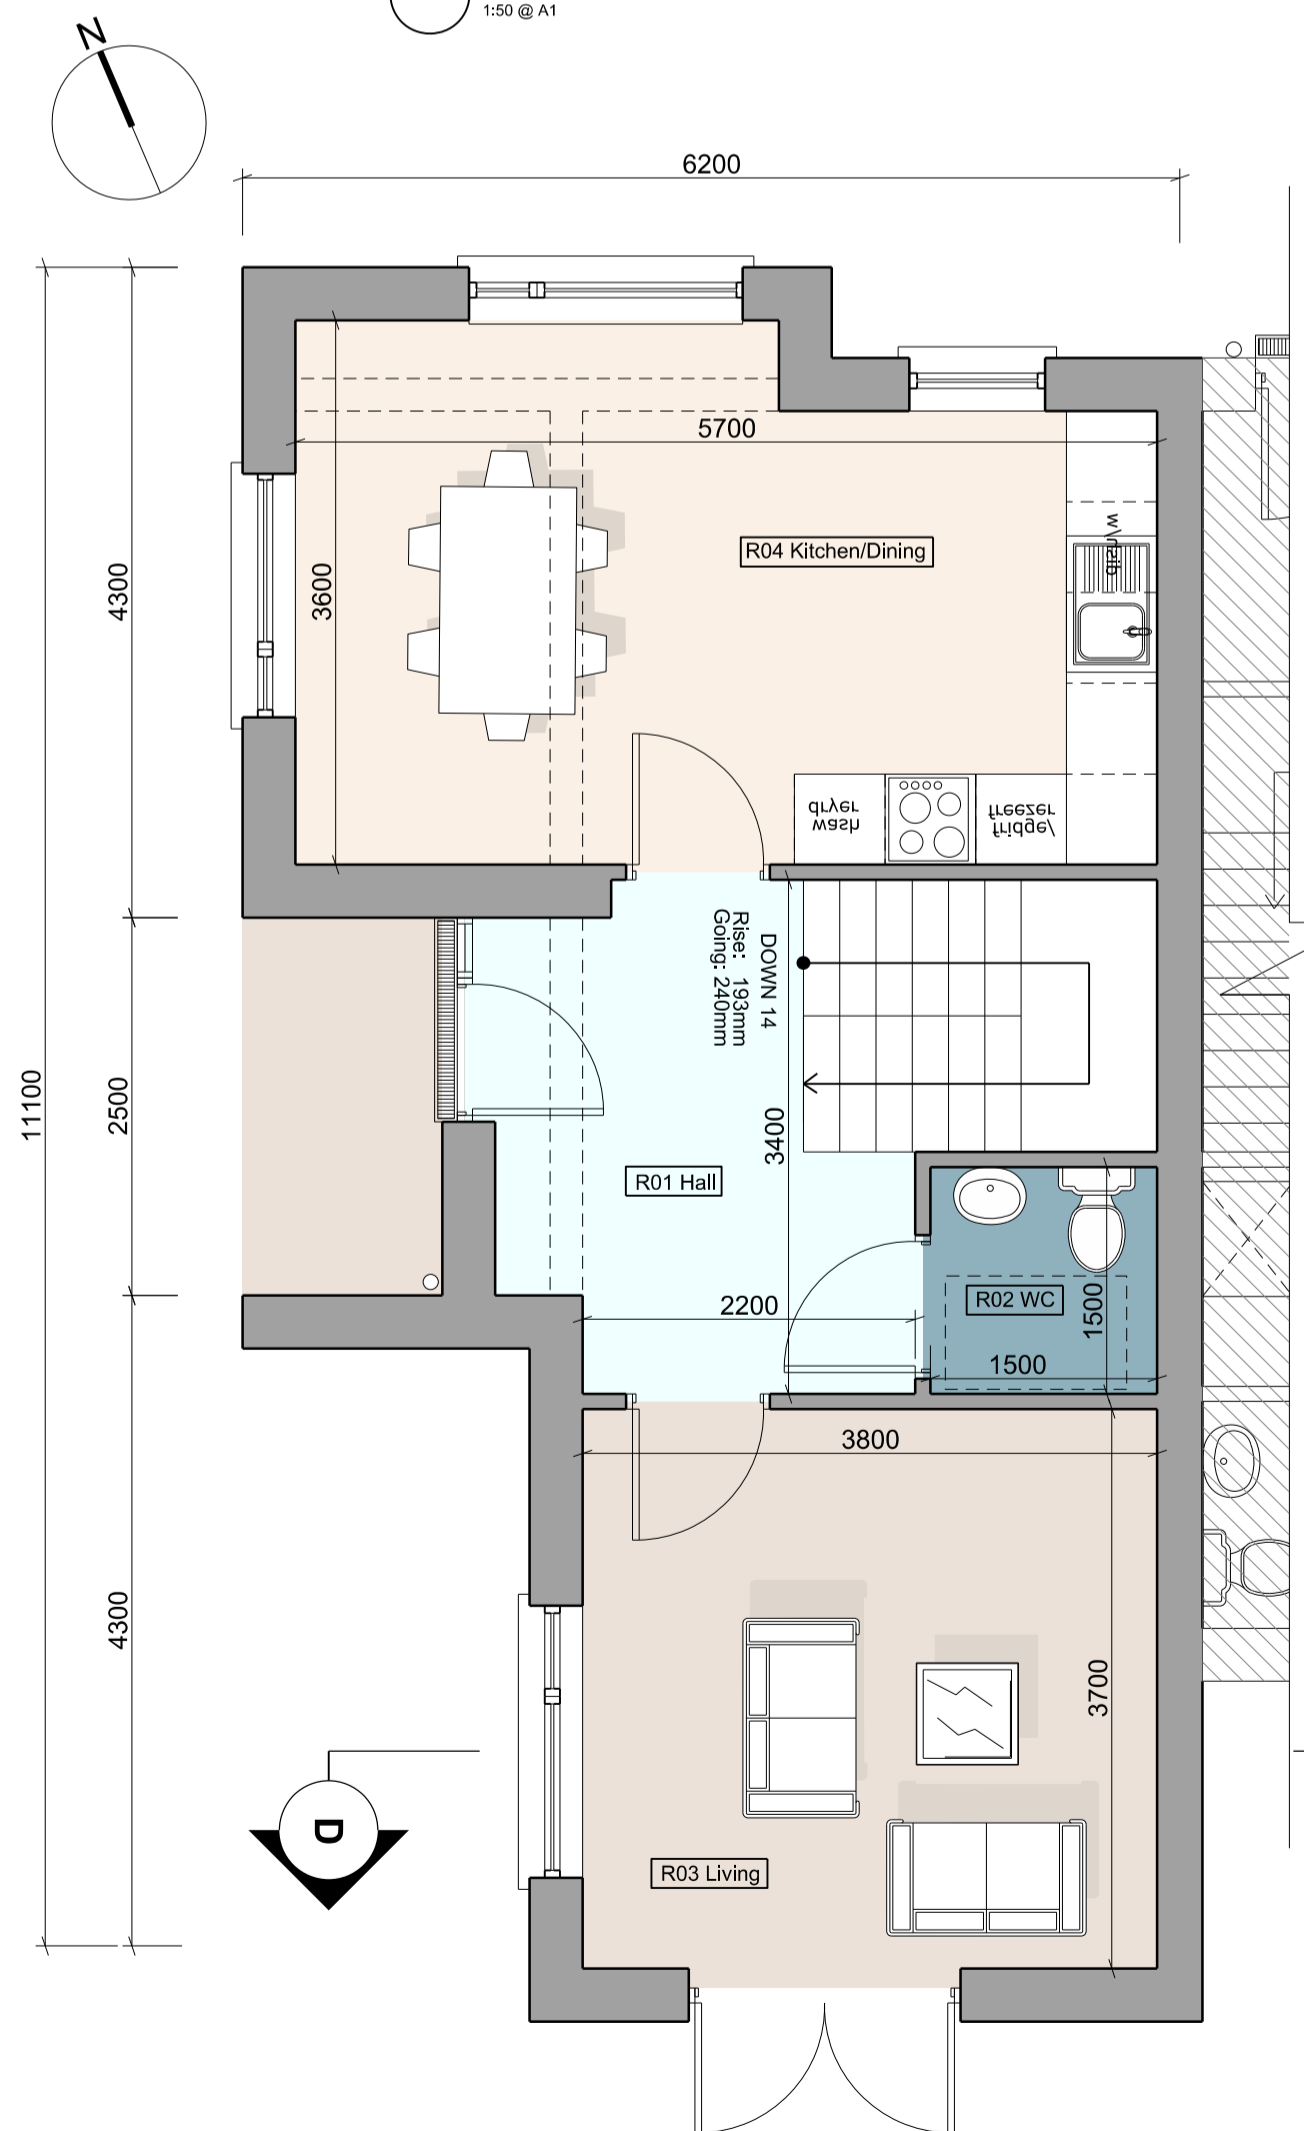 1:50 @ A1
N
6200
5700
R04 Kitchen/Dining
dish/w
4300
3600
dryer
wash
fridge/
freezer
DOWN 14
Rise: 193mm
Going: 240mm
11100
2500
3400
R01 Hall
2200
R02 WC
1500
1500
3800
4300
3700
D
R03 Living